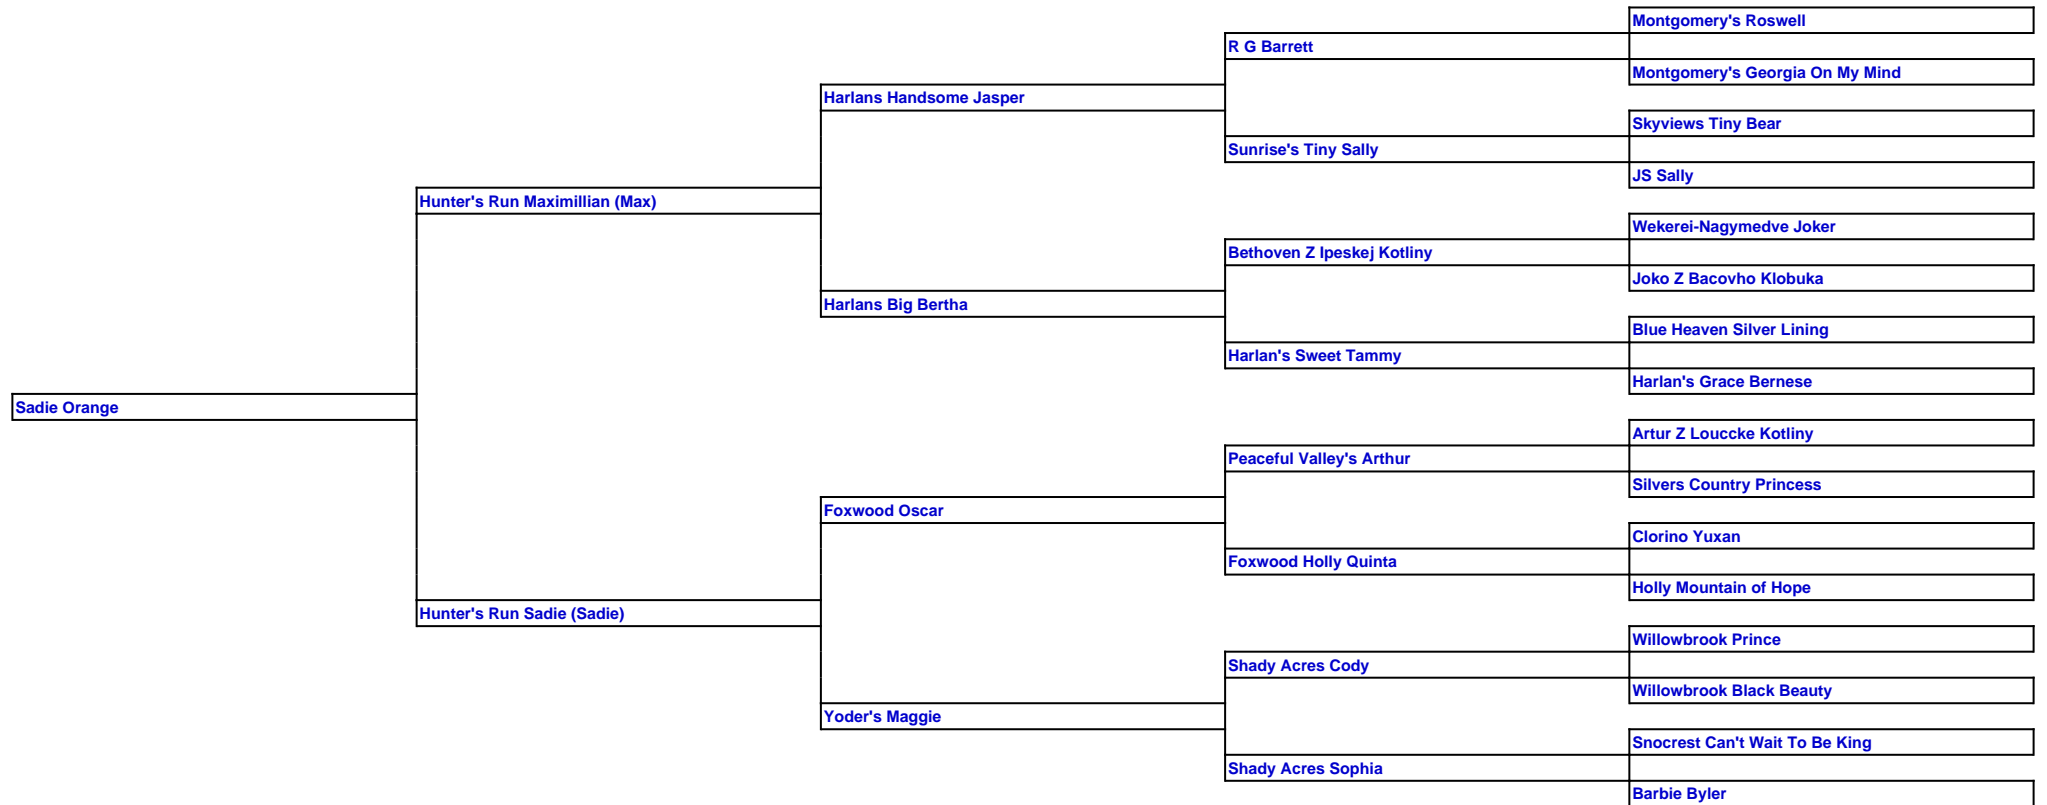 Montgomery's Roswell
R G Barrett
Montgomery's Georgia On My Mind
Harlans Handsome Jasper
Skyviews Tiny Bear
Sunrise's Tiny Sally
JS Sally
Hunter's Run Maximillian (Max)
Wekerei-Nagymedve Joker
Bethoven Z Ipeskej Kotliny
Joko Z Bacovho Klobuka
Harlans Big Bertha
Blue Heaven Silver Lining
Harlan's Sweet Tammy
Harlan's Grace Bernese
Sadie Orange
Artur Z Louccke Kotliny
Peaceful Valley's Arthur
Silvers Country Princess
Foxwood Oscar
Clorino Yuxan
Foxwood Holly Quinta
Holly Mountain of Hope
Hunter's Run Sadie (Sadie)
Willowbrook Prince
Shady Acres Cody
Willowbrook Black Beauty
Yoder's Maggie
Snocrest Can't Wait To Be King
Shady Acres Sophia
Barbie Byler